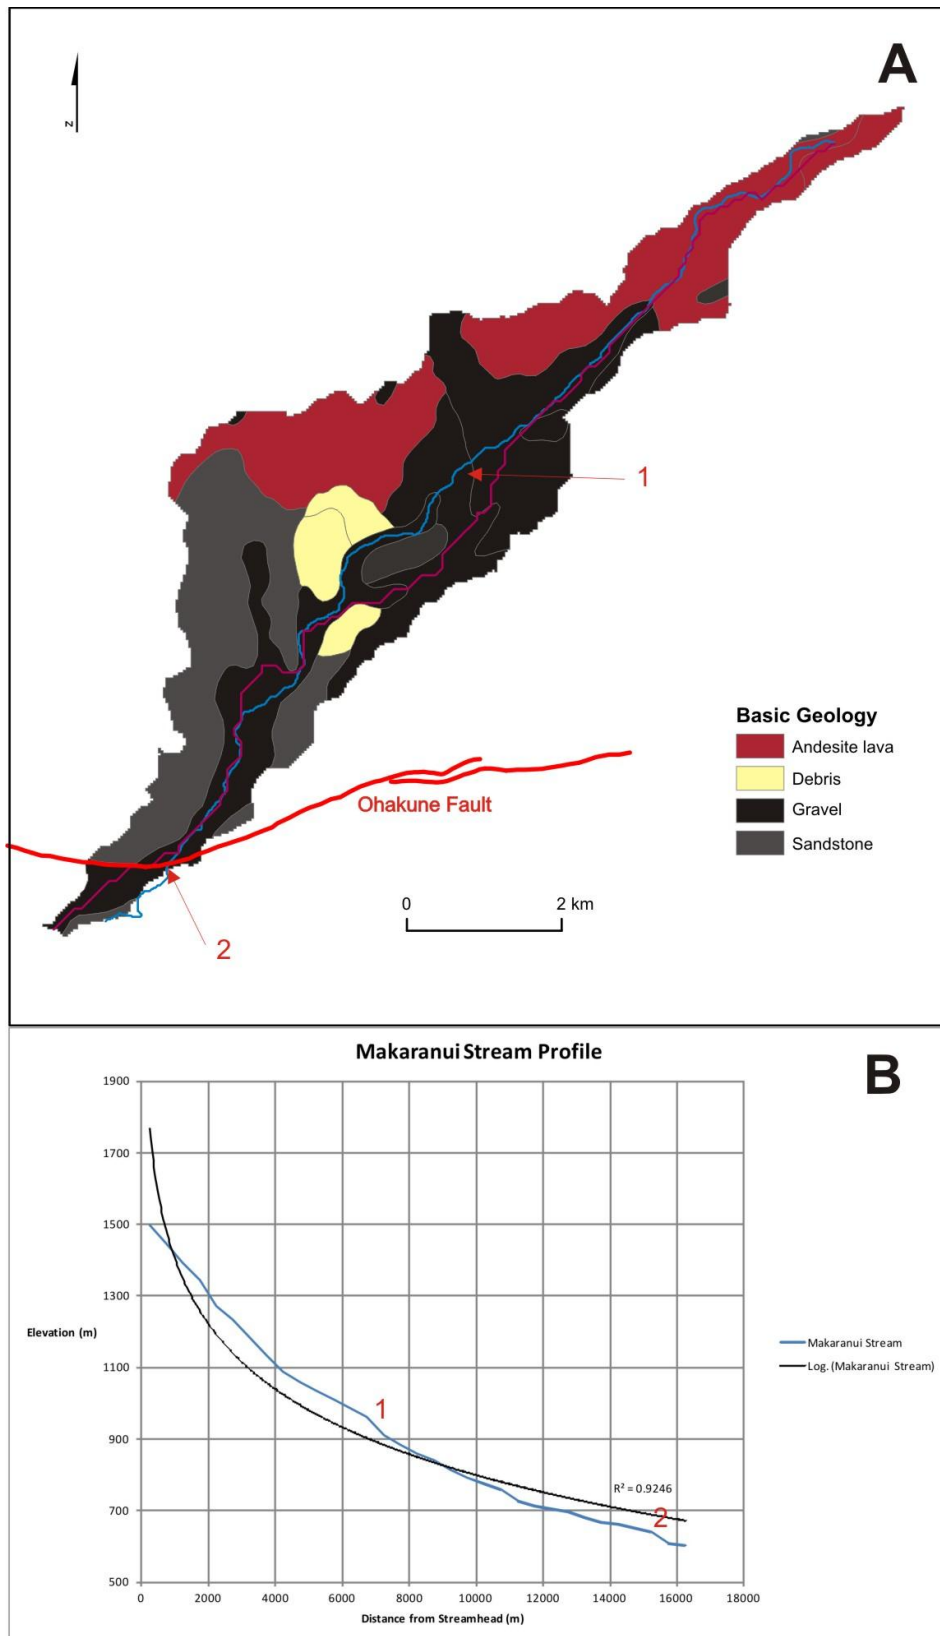 A
z
1
Basic Geology
Andesite lava
Debris
Gravel
Sandstone
Ohakune Fault
0 2 km
2
B
Makaranui Stream Profile
1900
1700
1500
1300
Elevation (m)
1100
900
700
500
1
R² = 0.9246
2
Makaranui Stream
Log. (Makaranui Stream)
0 2000 4000 6000 8000 10000 12000 14000 16000 18000
Distance from Streamhead (m)